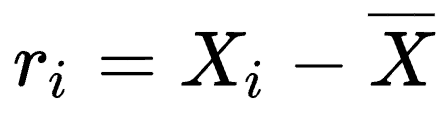 $r_i = X_i - \overline{X}$